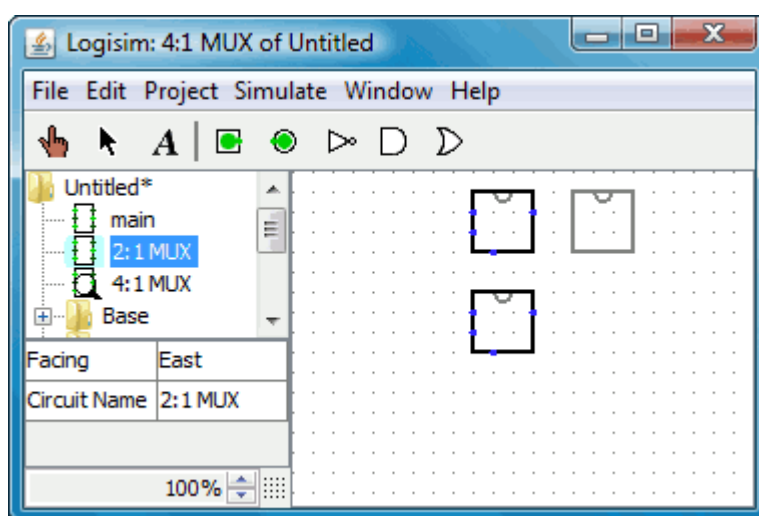 Logisim: 4:1 MUX of Untitled
File Edit Project Simulate Window Help
A
Untitled*
main
2:1 MUX
4:1 MUX
Base
Facing East
Circuit Name 2:1 MUX
100%